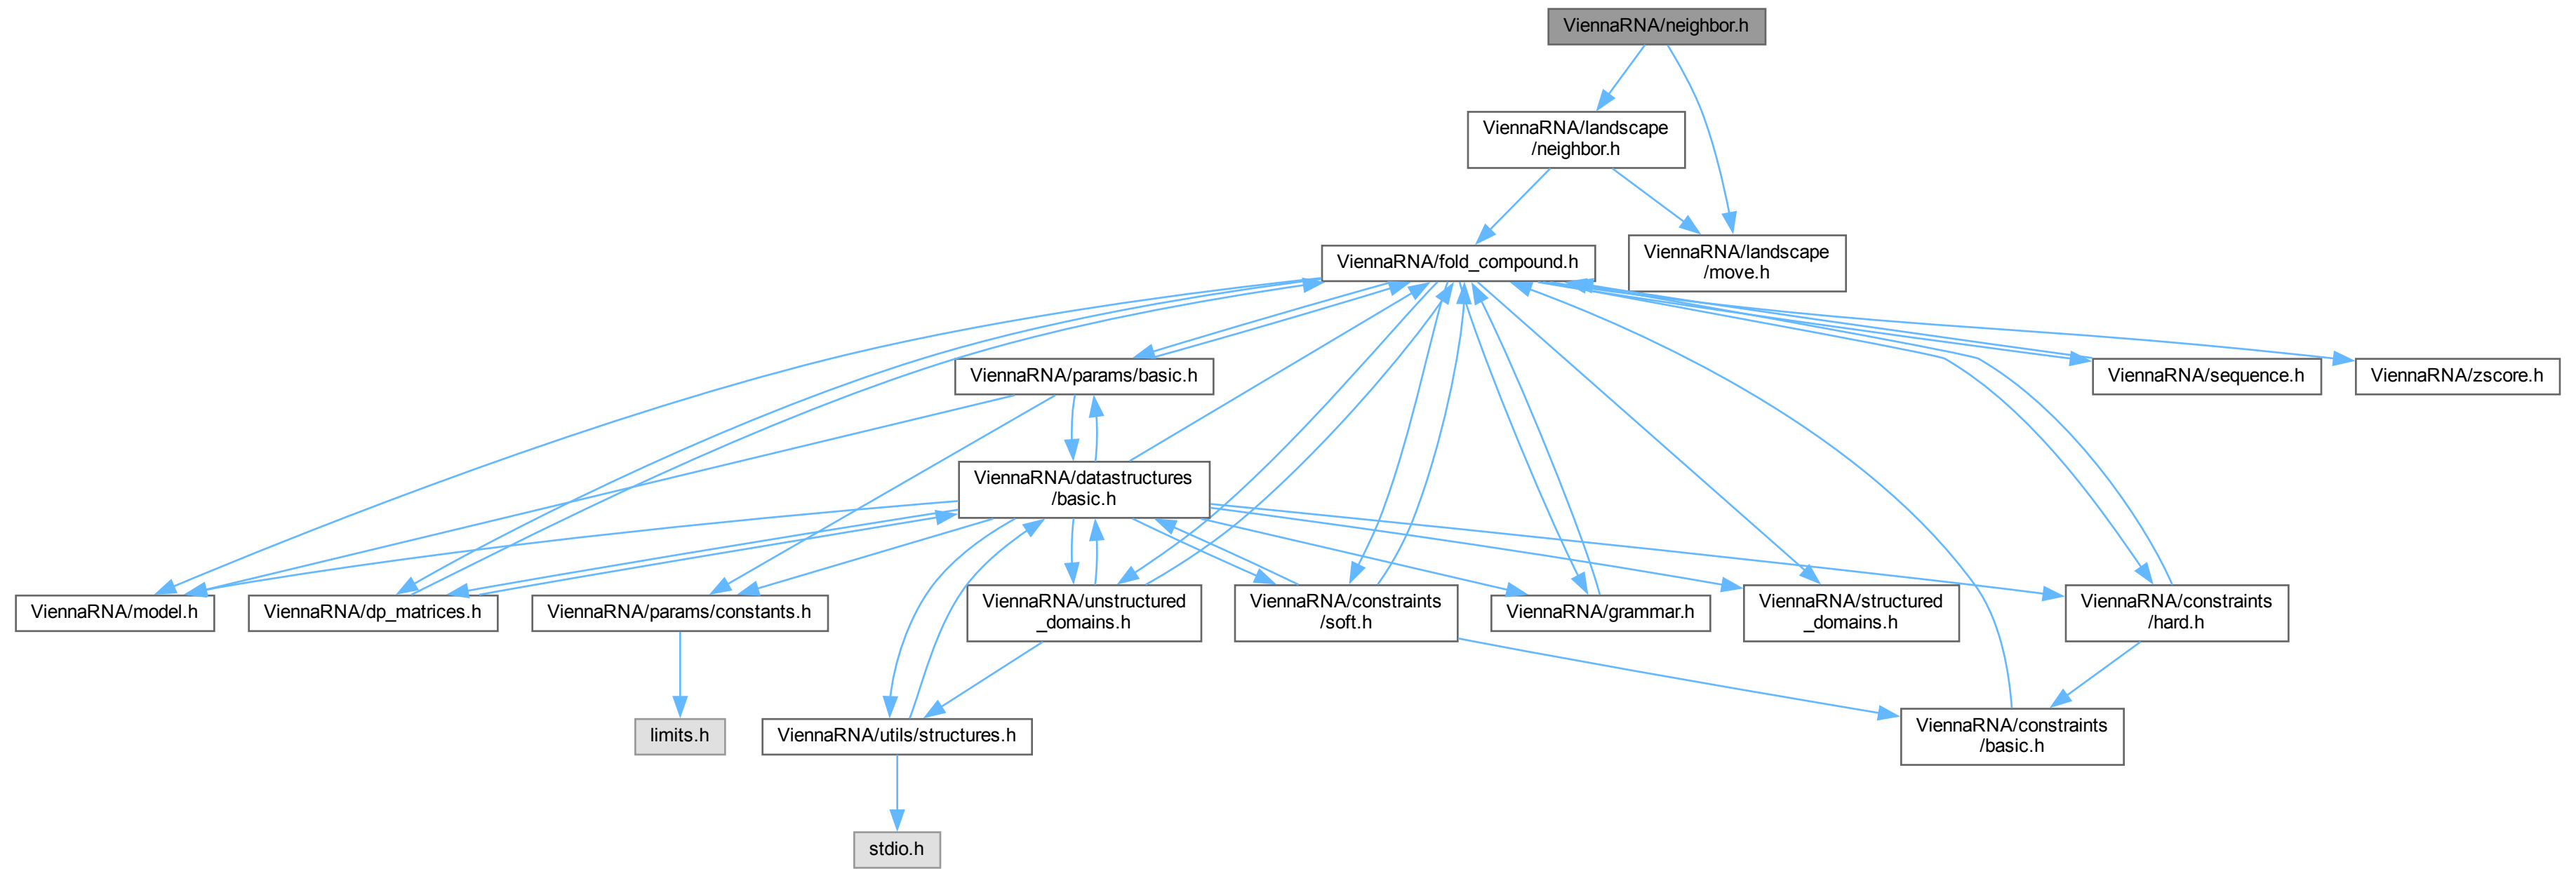 ViennaRNA/neighbor.h
ViennaRNA/landscape
/neighbor.h
ViennaRNA/fold_compound.h
ViennaRNA/landscape
/move.h
ViennaRNA/params/basic.h
ViennaRNA/sequence.h
ViennaRNA/zscore.h
ViennaRNA/datastructures
/basic.h
ViennaRNA/model.h
ViennaRNA/dp_matrices.h
ViennaRNA/params/constants.h
ViennaRNA/unstructured
_domains.h
ViennaRNA/constraints
/soft.h
ViennaRNA/grammar.h
ViennaRNA/structured
_domains.h
ViennaRNA/constraints
/hard.h
limits.h
ViennaRNA/utils/structures.h
ViennaRNA/constraints
/basic.h
stdio.h